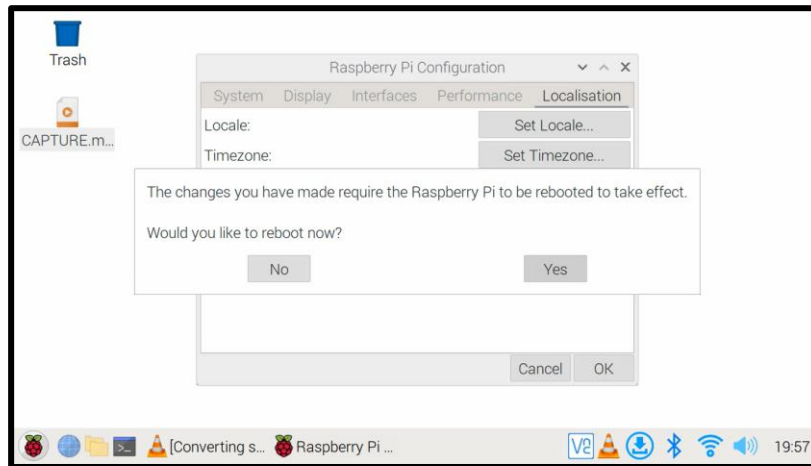 Trash
CAPTURE.m...
Raspberry Pi Configuration
System Display Interfaces Performance Localisation
Locale: Set Locale...
Timezone: Set Timezone...
The changes you have made require the Raspberry Pi to be rebooted to take effect.
Would you like to reboot now?
No Yes
Cancel OK
[Converting s... Raspberry Pi ... 19:57